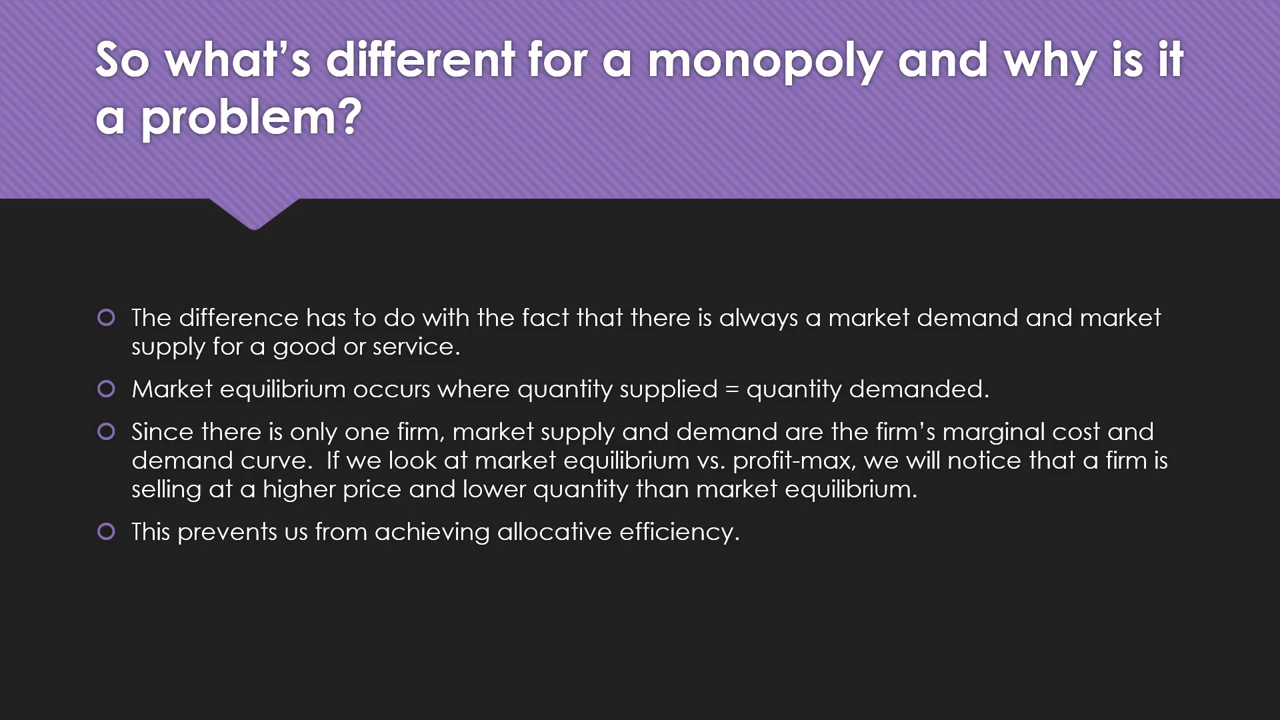 So what’s different for a monopoly and why is it
a problem?
The difference has to do with the fact that there is always a market demand and market
supply for a good or service.
Market equilibrium occurs where quantity supplied = quantity demanded.
Since there is only one firm, market supply and demand are the firm’s marginal cost and
demand curve.  If we look at market equilibrium vs. profit-max, we will notice that a firm is
selling at a higher price and lower quantity than market equilibrium.
This prevents us from achieving allocative efficiency.